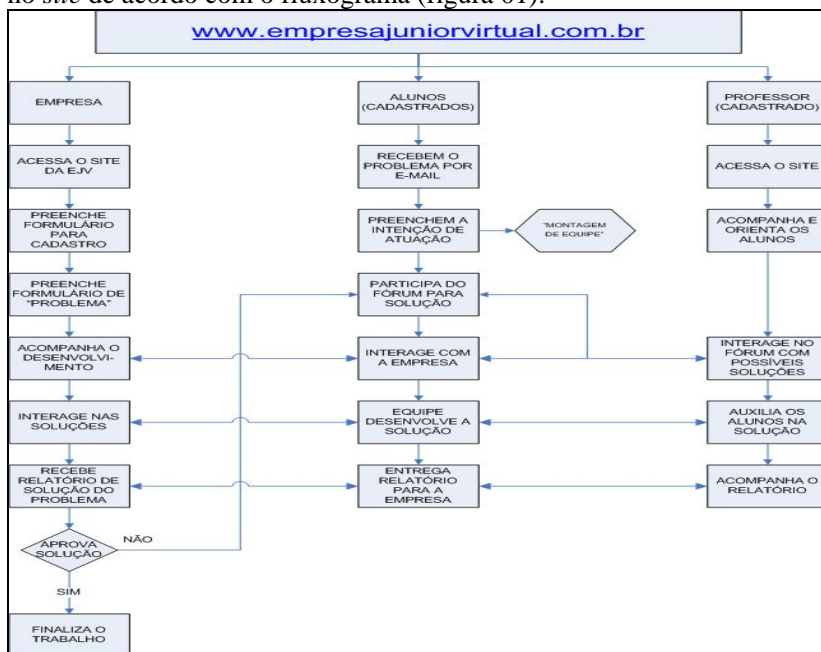 no site de acordo com o fluxograma (figura 01).
www.empresajuniorvirtual.com.br
EMPRESA
ACESSA O SITE
DA EJV
PREENCHE
FORMULÁRIO
PARA
CADASTRO
PREENCHE
FORMULÁRIO DE
"PROBLEMA"
ACOMPANHA O
DESENVOLVI-
MENTO
INTERAGE NAS
SOLUÇÕES
RECEBE
RELATÓRIO DE
SOLUÇÃO DO
PROBLEMA
APROVA
SOLUÇÃO
NÃO
SIM
FINALIZA O
TRABALHO
ALUNOS
(CADASTRADOS)
RECEBEM O
PROBLEMA POR
E-MAIL
PREENCHEM A
INTENÇÃO DE
ATUAÇÃO
"MONTAGEM
DE EQUIPE"
PARTICIPA DO
FÓRUM PARA
SOLUÇÃO
INTERAGE COM
A EMPRESA
EQUIPE
DESENVOLVE A
SOLUÇÃO
ENTREGA
RELATÓRIO
PARA A
EMPRESA
PROFESSOR
(CADASTRADO)
ACESSA O SITE
ACOMPANHA E
ORIENTA OS
ALUNOS
INTERAGE NO
FÓRUM COM
POSSÍVEIS
SOLUÇÕES
AUXILIA OS
ALUNOS NA
SOLUÇÃO
ACOMPANHA O
RELATÓRIO